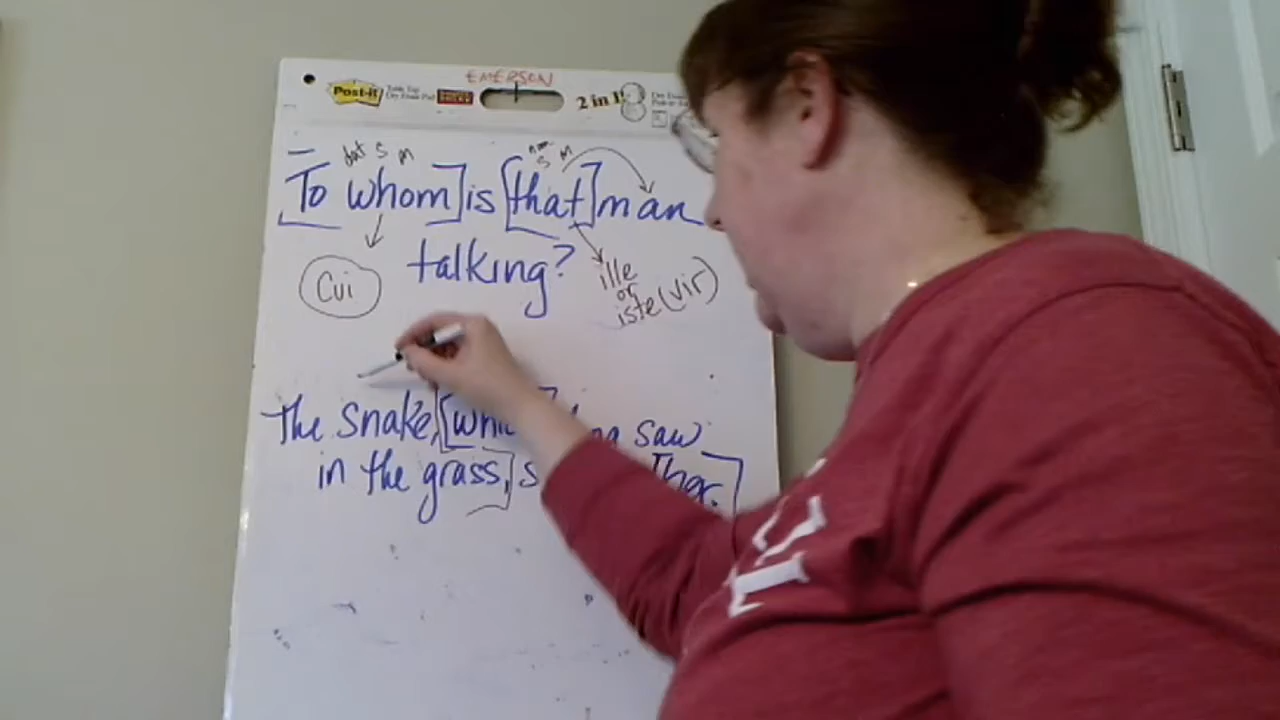 EMERSON
Post-it
2 in 1
dat s m
nom s m
To whom] is [that] man
talking?
Cui
ille
or
iste (vir)
The snake, [which
saw
in the grass,] s